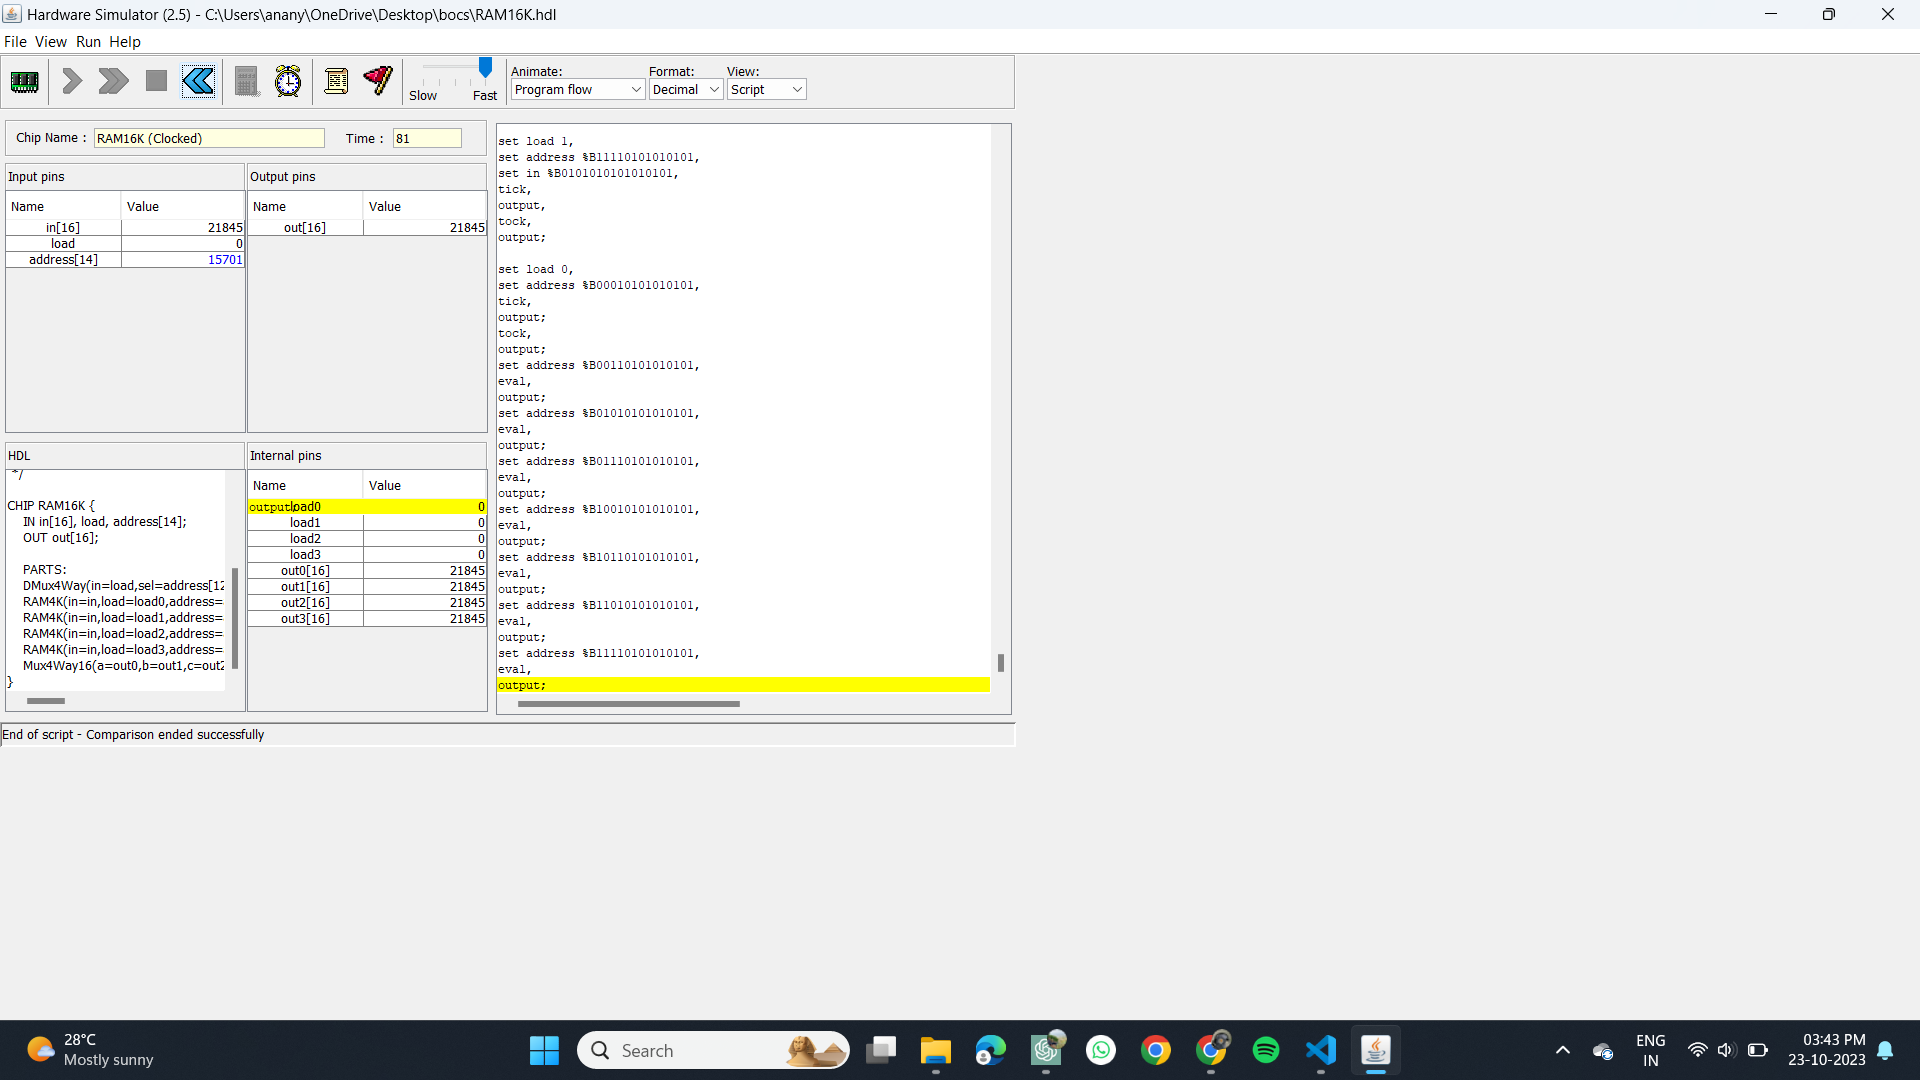 Hardware Simulator (2.5) - C:\Users\anany\OneDrive\Desktop\bocs\RAM16K.hdl
File View Run Help
Slow Fast
Animate: Format: View:
Program flow Decimal Script
Chip Name : RAM16K (Clocked) Time : 81
Input pins
Name Value
in[16] 21845
load 0
address[14] 15701
Output pins
Name Value
out[16] 21845
HDL
*/
CHIP RAM16K {
IN in[16], load, address[14];
OUT out[16];
PARTS:
DMux4Way(in=load,sel=address[12
RAM4K(in=in,load=load0,address=
RAM4K(in=in,load=load1,address=
RAM4K(in=in,load=load2,address=
RAM4K(in=in,load=load3,address=
Mux4Way16(a=out0,b=out1,c=out2
}
Internal pins
Name Value
load0 0
load1 0
load2 0
load3 0
out0[16] 21845
out1[16] 21845
out2[16] 21845
out3[16] 21845
set load 1,
set address %B11110101010101,
set in %B0101010101010101,
tick,
output,
tock,
output;
set load 0,
set address %B00010101010101,
tick,
output;
tock,
output;
set address %B00110101010101,
eval,
output;
set address %B01010101010101,
eval,
output;
set address %B01110101010101,
eval,
output;
set address %B10010101010101,
eval,
output;
set address %B10110101010101,
eval,
output;
set address %B11010101010101,
eval,
output;
set address %B11110101010101,
eval,
output;
End of script - Comparison ended successfully
28°C
Mostly sunny
Search
ENG
IN
03:43 PM
23-10-2023